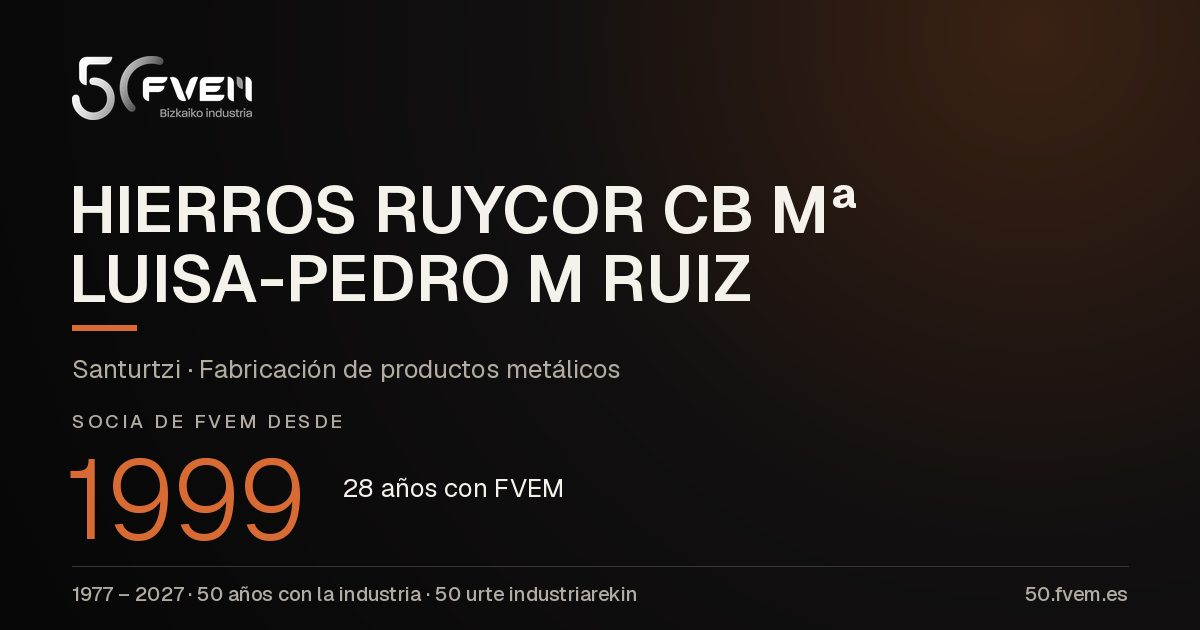 50 FVEM
Bizkaiko industria
HIERROS RUYCOR CB Mª
LUISA-PEDRO M RUIZ
Santurtzi · Fabricación de productos metálicos
SOCIA DE FVEM DESDE
1999
28 años con FVEM
1977 – 2027 · 50 años con la industria · 50 urte industriarekin
50.fvem.es